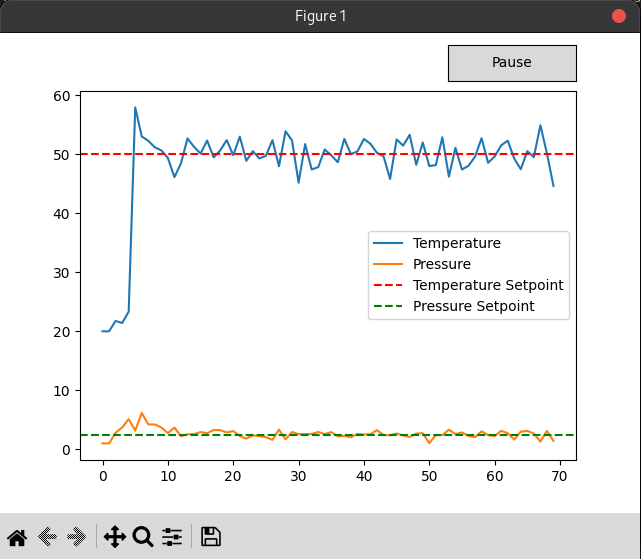 Figure 1
Pause
60
50
40
30
20
10
0
Temperature
Pressure
Temperature Setpoint
Pressure Setpoint
0 10 20 30 40 50 60 70